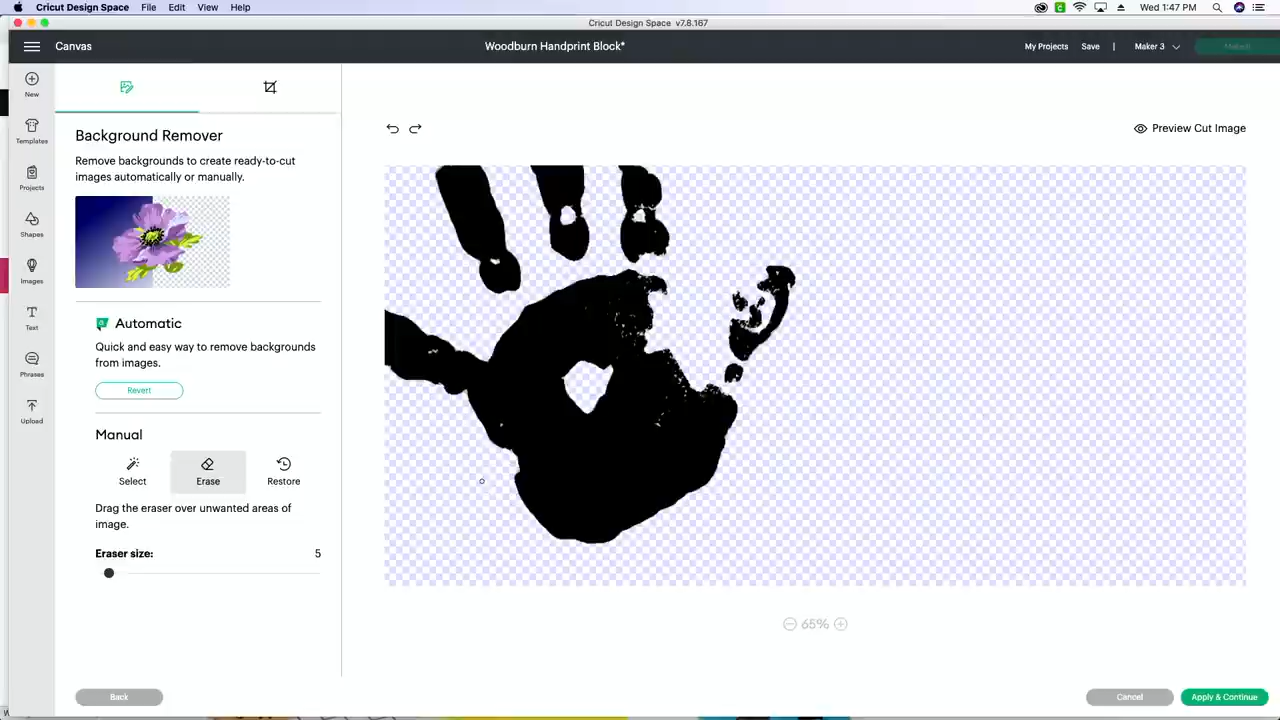 Cricut Design Space File Edit View Help Wed 1:47 PM
Cricut Design Space v7.8.167
Canvas Woodburn Handprint Block* My Projects Save | Maker 3 Make It
New
Templates
Projects
Shapes
Images
Text
Phrases
Upload
Background Remover
Remove backgrounds to create ready-to-cut
images automatically or manually.
a Automatic
Quick and easy way to remove backgrounds
from images.
Revert
Manual
Select Erase Restore
Drag the eraser over unwanted areas of
image.
Eraser size: 5
Back
Preview Cut Image
65%
Cancel Apply & Continue